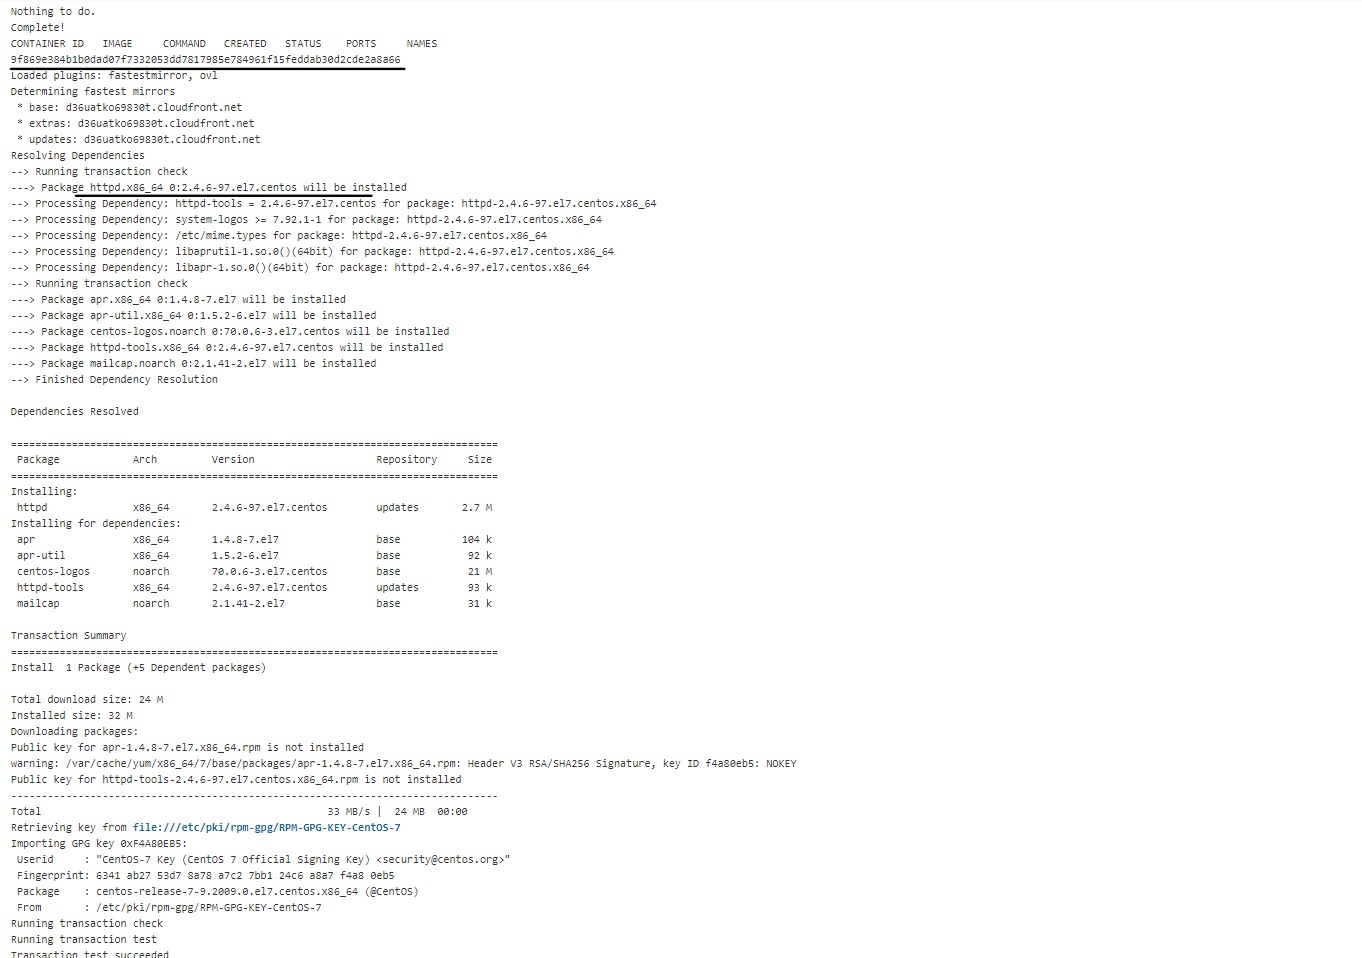 Nothing to do.
Complete!
CONTAINER ID   IMAGE     COMMAND   CREATED   STATUS    PORTS     NAMES
9f869e384b1b0dad07f7332053dd7817985e784961f15feddab30d2cde2a8a66
Loaded plugins: fastestmirror, ovl
Determining fastest mirrors
 * base: d36uatko69830t.cloudfront.net
 * extras: d36uatko69830t.cloudfront.net
 * updates: d36uatko69830t.cloudfront.net
Resolving Dependencies
--> Running transaction check
---> Package httpd.x86_64 0:2.4.6-97.el7.centos will be installed
--> Processing Dependency: httpd-tools = 2.4.6-97.el7.centos for package: httpd-2.4.6-97.el7.centos.x86_64
--> Processing Dependency: system-logos >= 7.92.1-1 for package: httpd-2.4.6-97.el7.centos.x86_64
--> Processing Dependency: /etc/mime.types for package: httpd-2.4.6-97.el7.centos.x86_64
--> Processing Dependency: libaprutil-1.so.0()(64bit) for package: httpd-2.4.6-97.el7.centos.x86_64
--> Processing Dependency: libapr-1.so.0()(64bit) for package: httpd-2.4.6-97.el7.centos.x86_64
--> Running transaction check
---> Package apr.x86_64 0:1.4.8-7.el7 will be installed
---> Package apr-util.x86_64 0:1.5.2-6.el7 will be installed
---> Package centos-logos.noarch 0:70.0.6-3.el7.centos will be installed
---> Package httpd-tools.x86_64 0:2.4.6-97.el7.centos will be installed
---> Package mailcap.noarch 0:2.1.41-2.el7 will be installed
--> Finished Dependency Resolution

Dependencies Resolved

================================================================================
 Package            Arch         Version                    Repository     Size
================================================================================
Installing:
 httpd              x86_64       2.4.6-97.el7.centos        updates       2.7 M
Installing for dependencies:
 apr                x86_64       1.4.8-7.el7                base          104 k
 apr-util           x86_64       1.5.2-6.el7                base           92 k
 centos-logos       noarch       70.0.6-3.el7.centos        base           21 M
 httpd-tools        x86_64       2.4.6-97.el7.centos        updates        93 k
 mailcap            noarch       2.1.41-2.el7               base           31 k

Transaction Summary
================================================================================
Install  1 Package (+5 Dependent packages)

Total download size: 24 M
Installed size: 32 M
Downloading packages:
Public key for apr-1.4.8-7.el7.x86_64.rpm is not installed
warning: /var/cache/yum/x86_64/7/base/packages/apr-1.4.8-7.el7.x86_64.rpm: Header V3 RSA/SHA256 Signature, key ID f4a80eb5: NOKEY
Public key for httpd-tools-2.4.6-97.el7.centos.x86_64.rpm is not installed
--------------------------------------------------------------------------------
Total                                               33 MB/s |  24 MB  00:00
Retrieving key from file:///etc/pki/rpm-gpg/RPM-GPG-KEY-CentOS-7
Importing GPG key 0xF4A80EB5:
 Userid     : "CentOS-7 Key (CentOS 7 Official Signing Key) <security@centos.org>"
 Fingerprint: 6341 ab27 53d7 8a78 a7c2 7bb1 24c6 a8a7 f4a8 0eb5
 Package    : centos-release-7-9.2009.0.el7.centos.x86_64 (@CentOS)
 From       : /etc/pki/rpm-gpg/RPM-GPG-KEY-CentOS-7
Running transaction check
Running transaction test
Transaction test succeeded